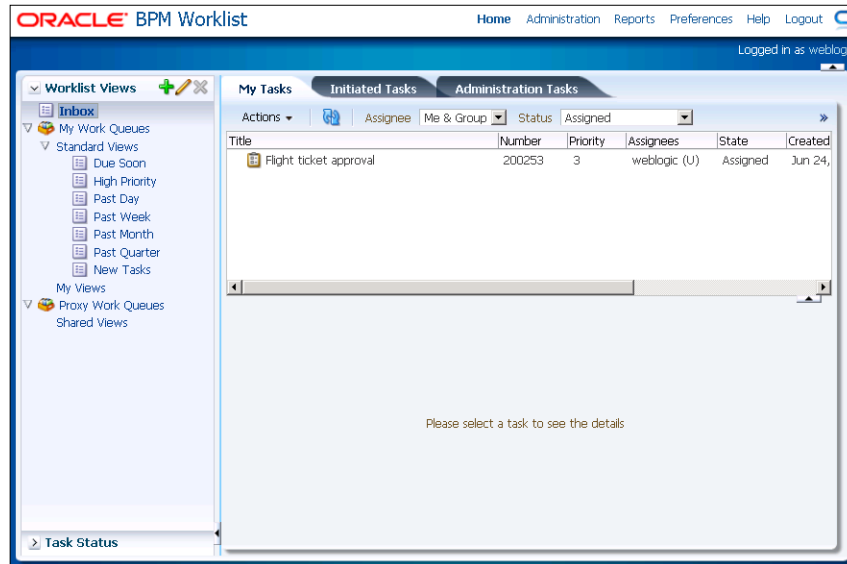 ORACLE BPM Worklist
Home Administration Reports Preferences Help Logout
Logged in as weblog
Worklist Views
Inbox
My Work Queues
Standard Views
Due Soon
High Priority
Past Day
Past Week
Past Month
Past Quarter
New Tasks
My Views
Proxy Work Queues
Shared Views
Task Status
My Tasks Initiated Tasks Administration Tasks
Actions Assignee Me & Group Status Assigned »
Title Number Priority Assignees State Created
Flight ticket approval 200253 3 weblogic (U) Assigned Jun 24,
Please select a task to see the details